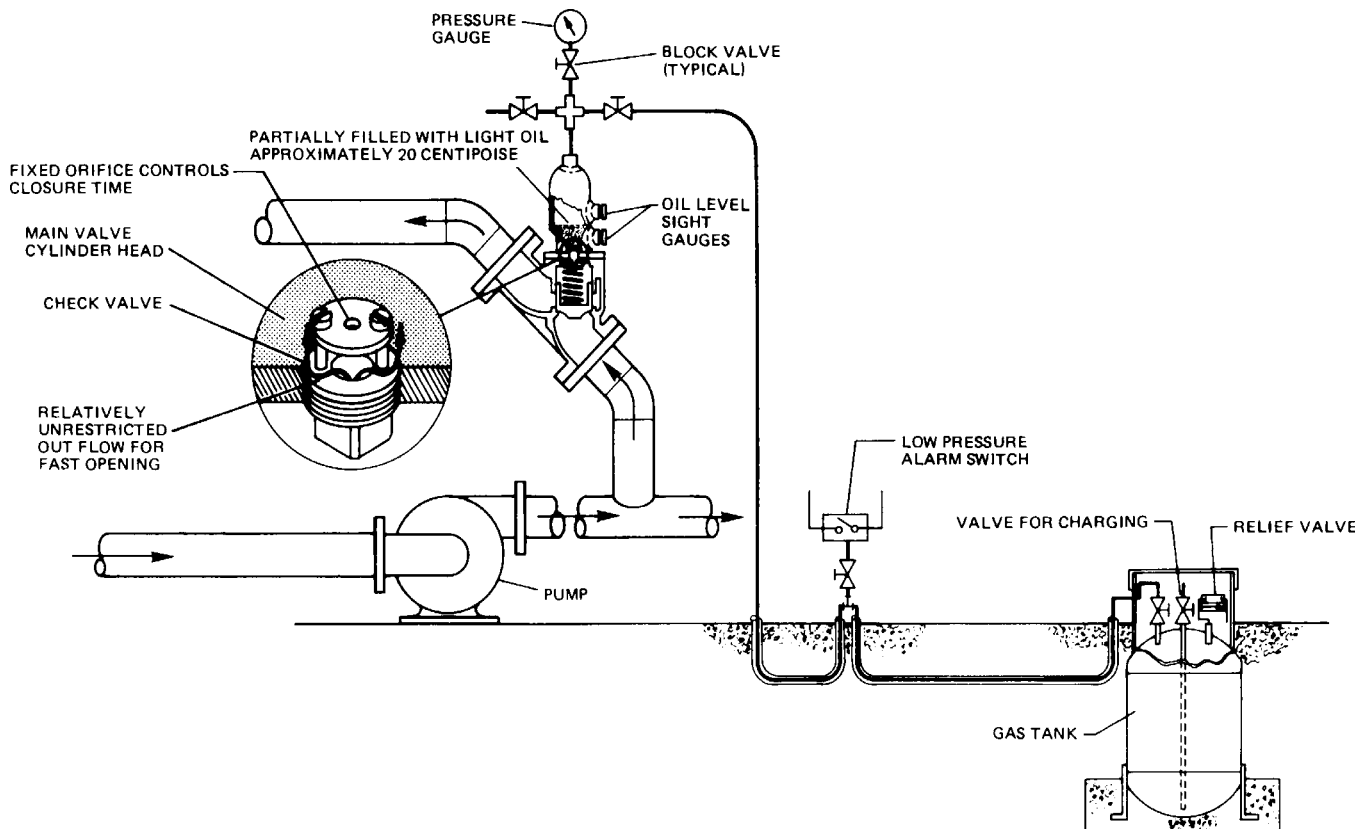 PRESSURE
GAUGE
BLOCK VALVE
(TYPICAL)
PARTIALLY FILLED WITH LIGHT OIL
APPROXIMATELY 20 CENTIPOISE
FIXED ORIFICE CONTROLS
CLOSURE TIME
OIL LEVEL
SIGHT
GAUGES
MAIN VALVE
CYLINDER HEAD
CHECK VALVE
RELATIVELY
UNRESTRICTED
OUT FLOW FOR
FAST OPENING
LOW PRESSURE
ALARM SWITCH
VALVE FOR CHARGING
RELIEF VALVE
PUMP
GAS TANK